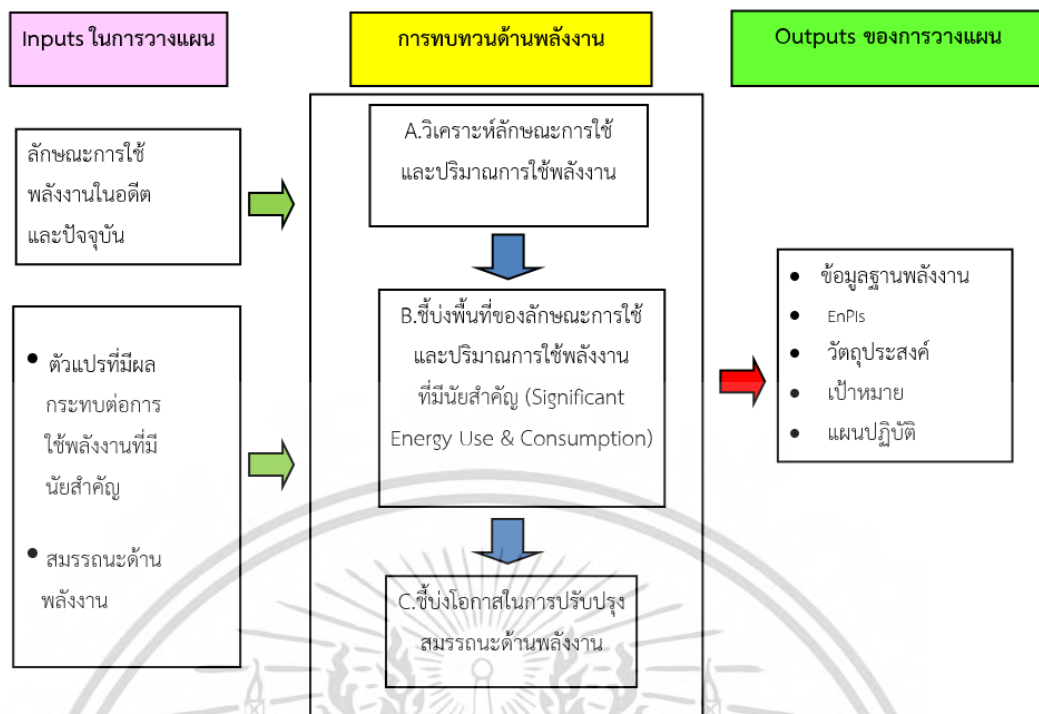 Inputs ในการวางแผน
การทบทวนด้านพลังงาน
Outputs ของการวางแผน
ลักษณะการใช้
พลังงานในอดีต
และปัจจุบัน
• ตัวแปรที่มีผล
กระทบต่อการ
ใช้พลังงานที่มี
นัยสำคัญ
• สมรรถนะด้าน
พลังงาน
A.วิเคราะห์ลักษณะการใช้
และปริมาณการใช้พลังงาน
B.ชี้บ่งพื้นที่ของลักษณะการใช้
และปริมาณการใช้พลังงาน
ที่มีนัยสำคัญ (Significant
Energy Use & Consumption)
C.ชี้บ่งโอกาสในการปรับปรุง
สมรรถนะด้านพลังงาน
• ข้อมูลฐานพลังงาน
• EnPIs
• วัตถุประสงค์
• เป้าหมาย
• แผนปฏิบัติ